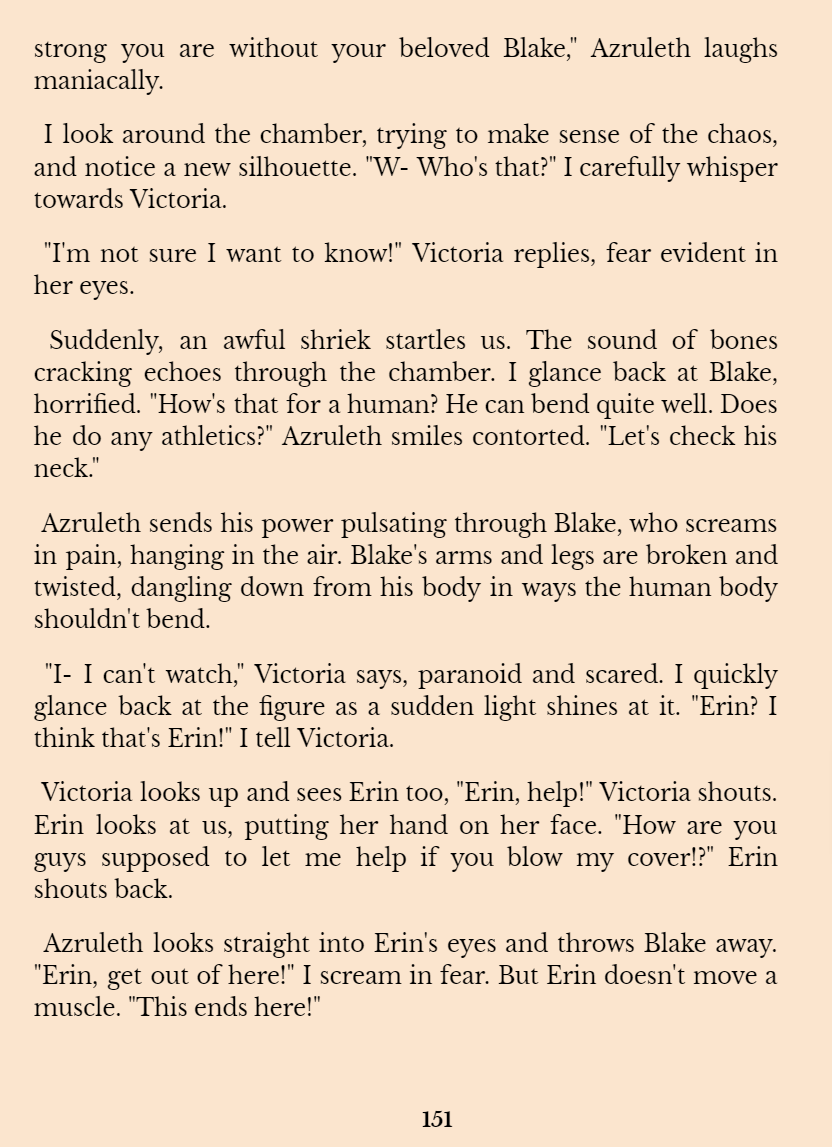 strong you are without your beloved Blake," Azruleth laughs
maniacally.
I look around the chamber, trying to make sense of the chaos,
and notice a new silhouette. "W- Who's that?" I carefully whisper
towards Victoria.
"I'm not sure I want to know!" Victoria replies, fear evident in
her eyes.
Suddenly, an awful shriek startles us. The sound of bones
cracking echoes through the chamber. I glance back at Blake,
horrified. "How's that for a human? He can bend quite well. Does
he do any athletics?" Azruleth smiles contorted. "Let's check his
neck."
Azruleth sends his power pulsating through Blake, who screams
in pain, hanging in the air. Blake's arms and legs are broken and
twisted, dangling down from his body in ways the human body
shouldn't bend.
"I- I can't watch," Victoria says, paranoid and scared. I quickly
glance back at the figure as a sudden light shines at it. "Erin? I
think that's Erin!" I tell Victoria.
Victoria looks up and sees Erin too, "Erin, help!" Victoria shouts.
Erin looks at us, putting her hand on her face. "How are you
guys supposed to let me help if you blow my cover!?" Erin
shouts back.
Azruleth looks straight into Erin's eyes and throws Blake away.
"Erin, get out of here!" I scream in fear. But Erin doesn't move a
muscle. "This ends here!"
151